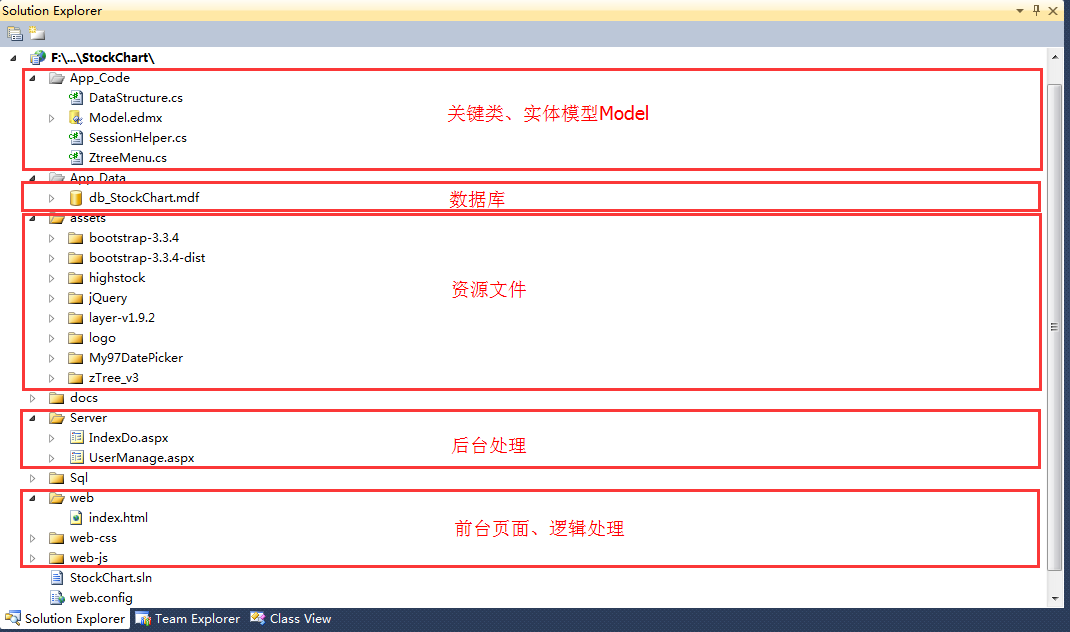 Solution Explorer
F:\...\StockChart\
App_Code
DataStructure.cs
Model.edmx
关键类、实体模型Model
SessionHelper.cs
ZtreeMenu.cs
App_Data
db_StockChart.mdf
数据库
assets
bootstrap-3.3.4
bootstrap-3.3.4-dist
highstock
资源文件
jQuery
layer-v1.9.2
logo
My97DatePicker
zTree_v3
docs
Server
IndexDo.aspx
后台处理
UserManage.aspx
Sql
web
index.html
前台页面、逻辑处理
web-css
web-js
StockChart.sln
web.config
Solution Explorer Team Explorer Class View